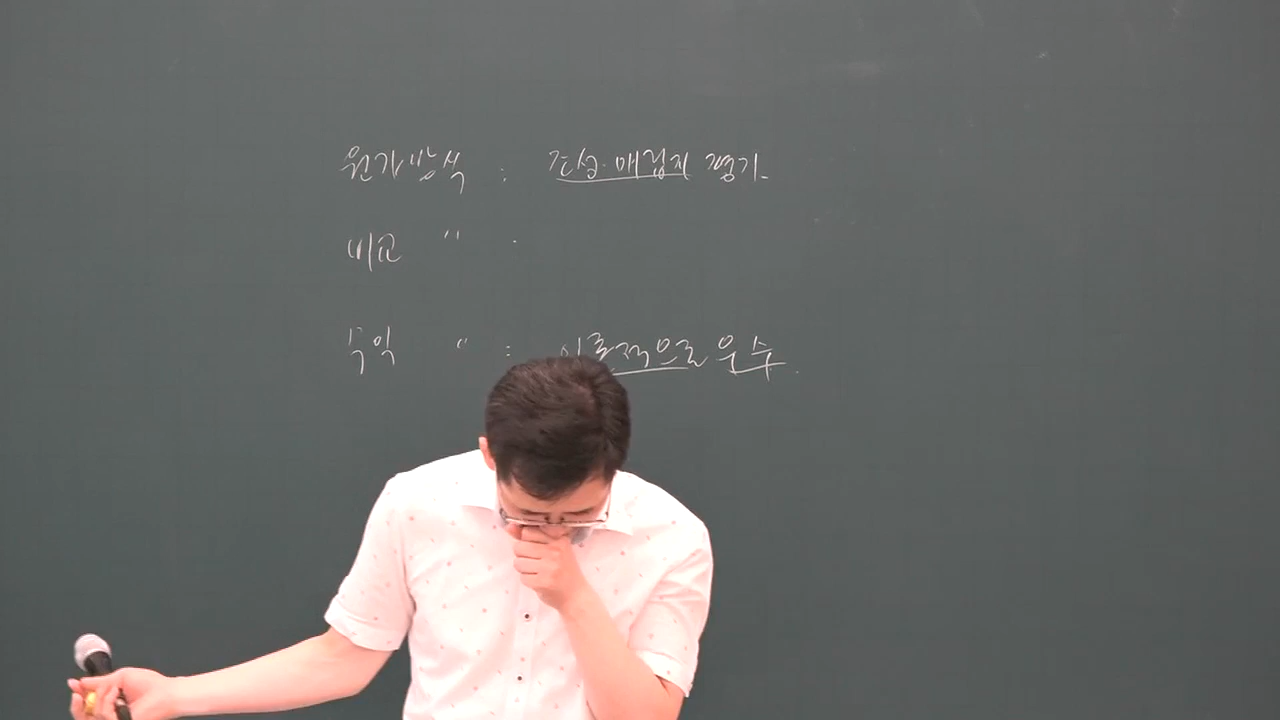 원가방식 : 조성·매립지 평가.
비교 〃 :
수익 〃 : 이론적으로 우수.